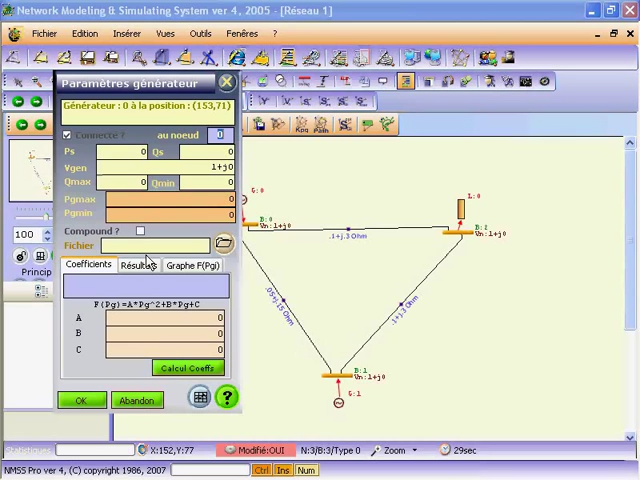 Network Modeling & Simulating System ver 4, 2005 - [Réseau 1]
Fichier Edition Insérer Vues Outils Fenetre ?
Paramètres générateur
Générateur : 0 à la position : (153,71)
Connecté ? au noeud 0
Ps 0 Qs 0
Vgen 1+j0
Qmax 0 Qmin 0
Pgmax 0
Pgmin 0
Compound ?
Fichier
Coefficients Résultats Graphe F(Pg)
F(Pg)=A*Pg^2+B*Pg+C
A 0
B 0
C 0
Calcul Coeffs
OK Abandon
100
Princip
Kpq Path
G:0
B:0
Vn:1+j0
L:0
B:2
Vn:1+j0
.1+j.3 Ohm
.05+j.15 Ohm
.1+j.3 Ohm
B:1
Vn:1+j0
G:1
Statistiques X:152,Y:77 Modifié:OUI N:3/B:3/Type 0 Zoom 29sec
NMSS Pro ver 4, (C) copyright 1986, 2007 Ctrl Ins Num